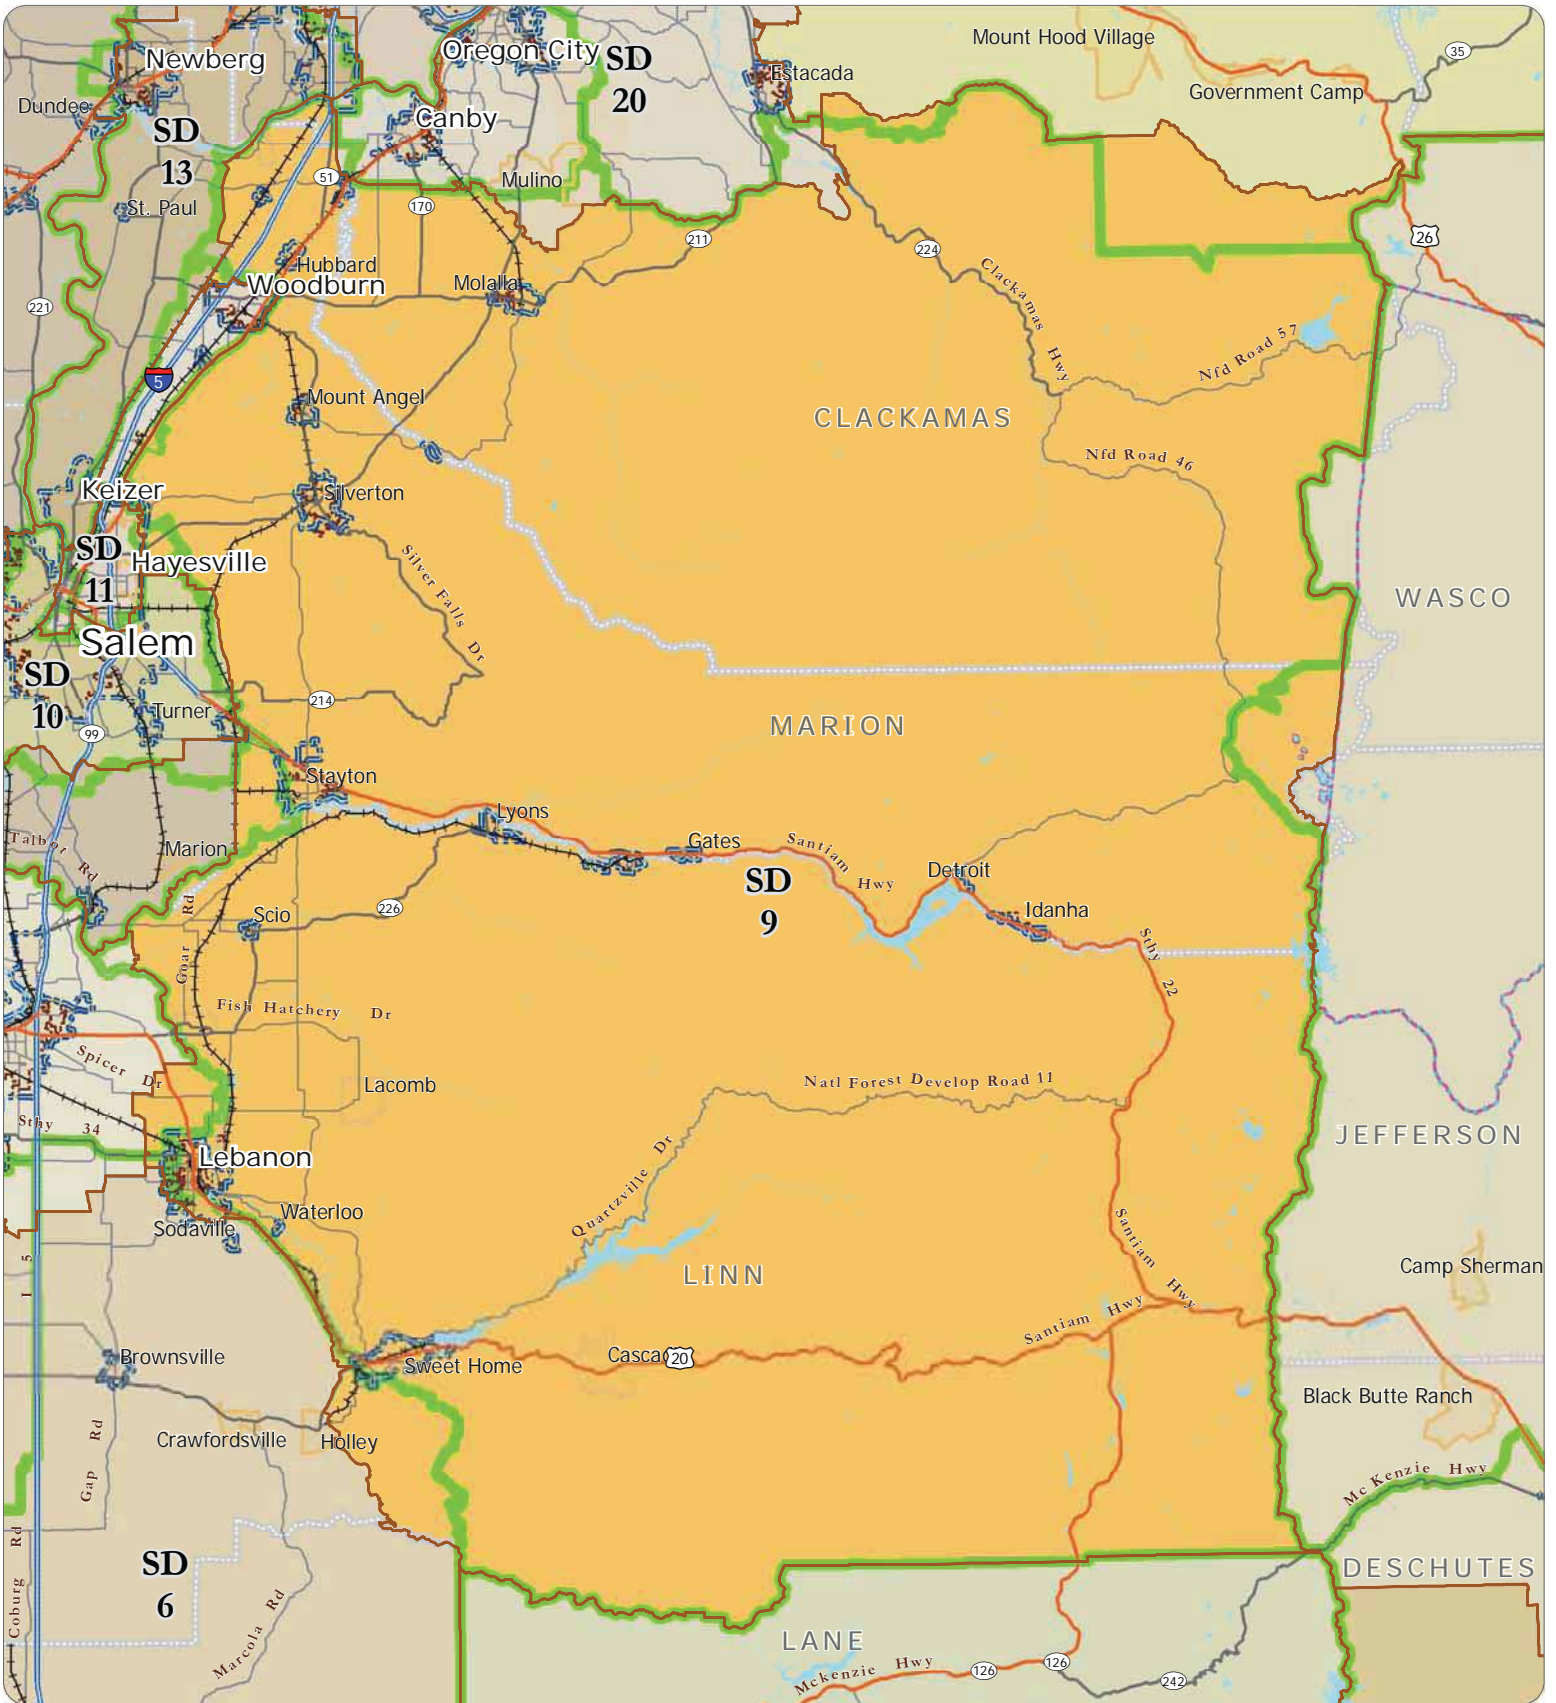 Newberg
Oregon City
SD
20
Mount Hood Village
35
Estacada
Government Camp
Dundee
Canby
SD
13
51
Mulino
St. Paul
170
211
224
26
Hubbard
Woodburn
Molalla
Clackamas Hwy
221
Nfd Road 57
5
Mount Angel
CLACKAMAS
Nfd Road 46
Keizer
Silverton
SD
11
Hayesville
Silver Falls Dr
WASCO
Salem
SD
10
Turner
214
99
MARION
Stayton
Lyons
Talbot Rd
Marion
Gates
Santiam Hwy
Detroit
SD
9
Idanha
Goar Rd
Scio
226
Sthy 22
Fish Hatchery Dr
Spicer Dr
Lacomb
Natl Forest Develop Road 11
Sthy 34
JEFFERSON
Lebanon
Quartzville Dr
Waterloo
Sodaville
Santiam Hwy
I 5
LINN
Camp Sherman
Santiam Hwy
Brownsville
Sweet Home
20
Black Butte Ranch
Gap Rd
Crawfordsville
Holley
Mc Kenzie Hwy
Coburg Rd
SD
6
DESCHUTES
Marcola Rd
LANE
Mckenzie Hwy
126
126
242